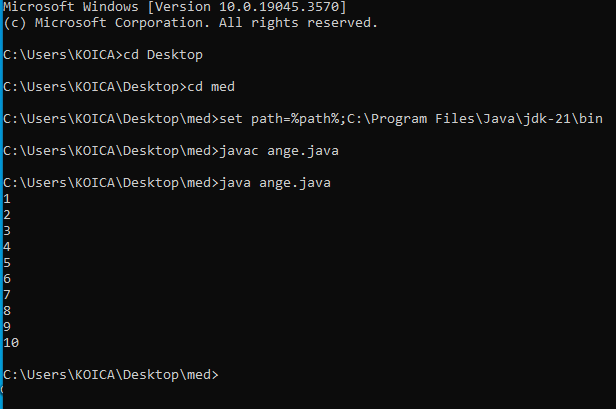 Microsoft Windows [Version 10.0.19045.3570]
(c) Microsoft Corporation. All rights reserved.
C:\Users\KOICA>cd Desktop
C:\Users\KOICA\Desktop>cd med
C:\Users\KOICA\Desktop\med>set path=%path%;C:\Program Files\Java\jdk-21\bin
C:\Users\KOICA\Desktop\med>javac ange.java
C:\Users\KOICA\Desktop\med>java ange.java
1
2
3
4
5
6
7
8
9
10
C:\Users\KOICA\Desktop\med>